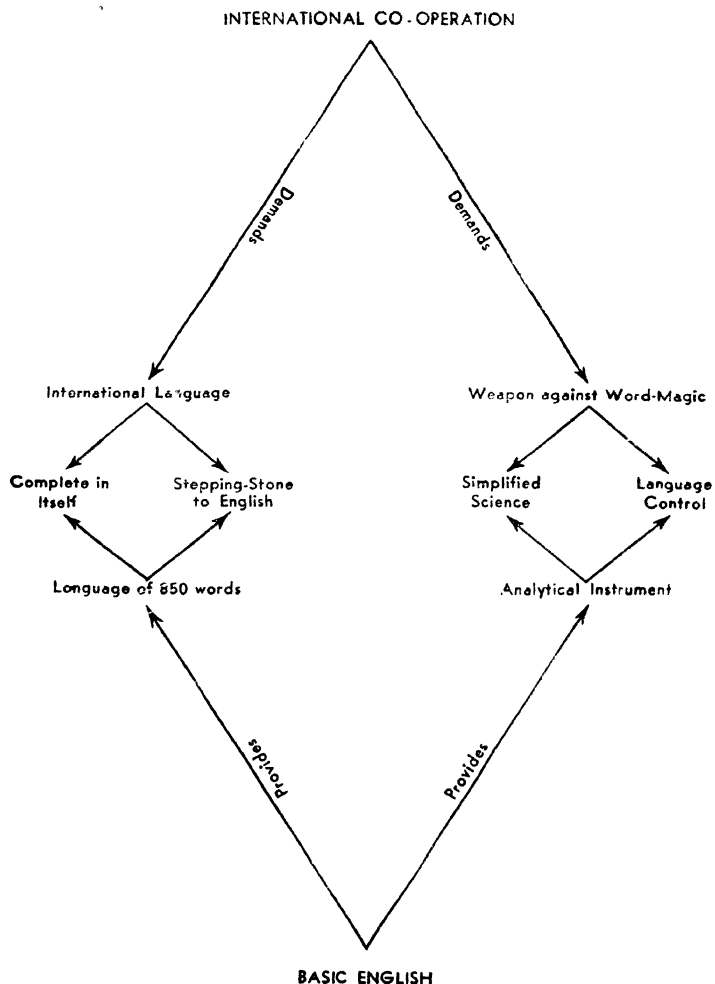 INTERNATIONAL CO-OPERATION
Demands
Demands
International Language
Weapon against Word-Magic
Complete in
Itself
Stepping-Stone
to English
Simplified
Science
Language
Control
Language of 850 words
Analytical Instrument
Provides
Provides
BASIC ENGLISH